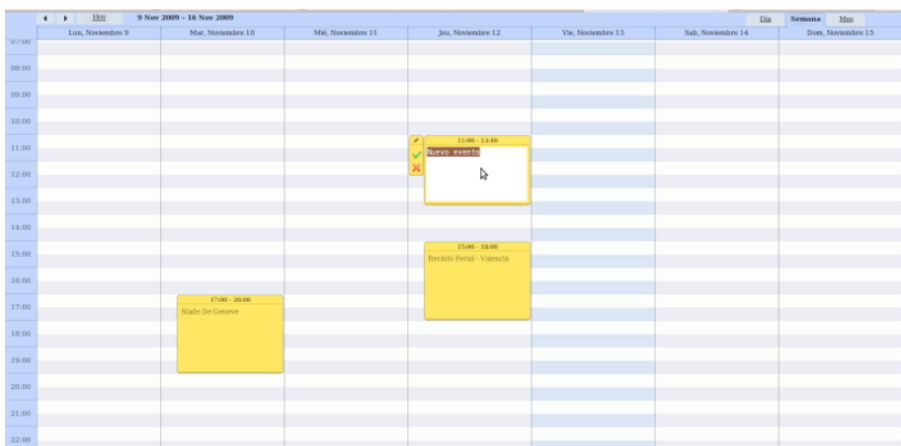 Hoy
9 Nov 2009 – 16 Nov 2009
Día
Semana
Mes
Lun, Noviembre 9
Mar, Noviembre 10
Mié, Noviembre 11
Jeu, Noviembre 12
Vie, Noviembre 13
Sab, Noviembre 14
Dom, Noviembre 15
07:00
08:00
09:00
10:00
11:00
12:00
13:00
14:00
15:00
16:00
17:00
18:00
19:00
20:00
21:00
22:00
11:00 - 13:40
Nuevo evento
15:00 - 18:00
Recinto Ferial - Valencia
17:00 - 20:00
Stade De Geneve